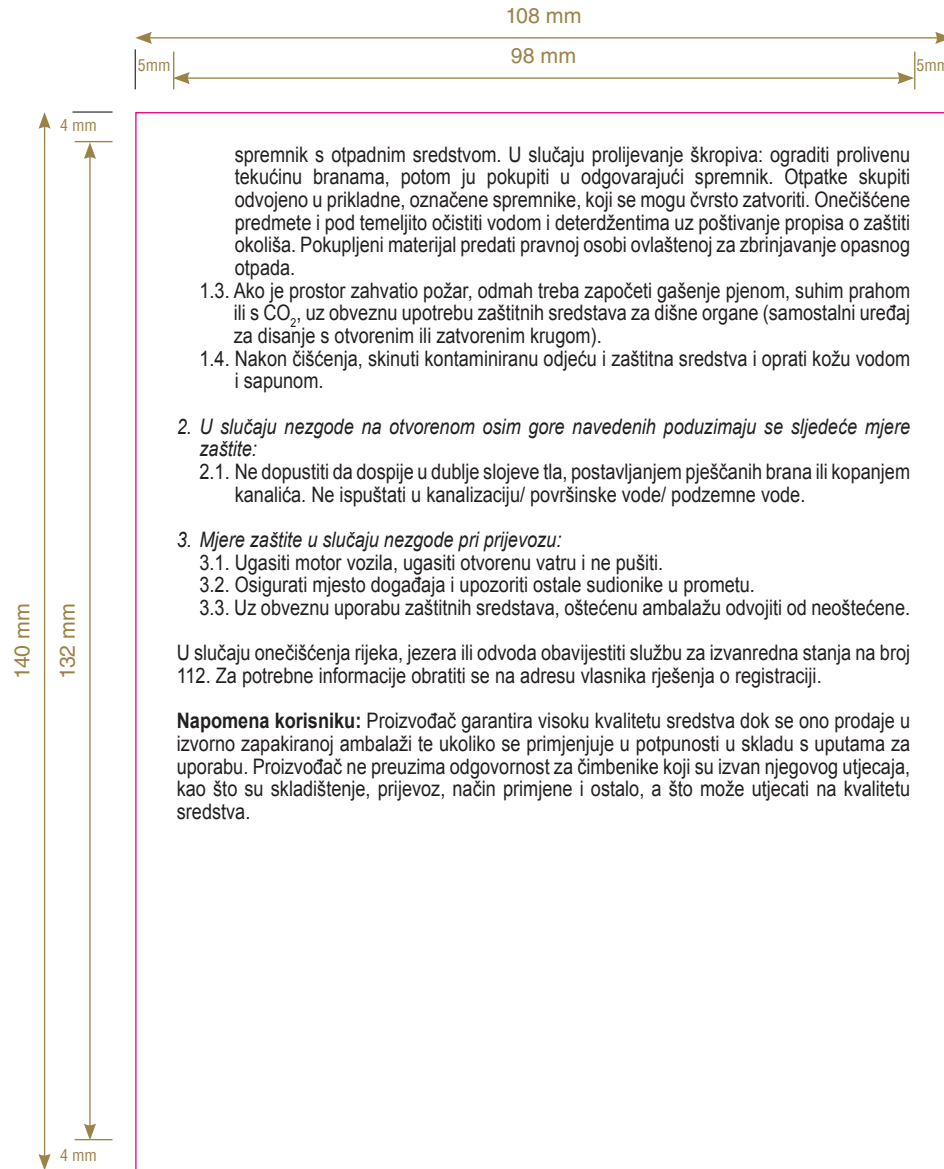 108 mm
98 mm
5mm
5mm
4 mm
spremnik s otpadnim sredstvom. U slučaju prolijevanje škropiva: ograditi prolivenu
tekućinu branama, potom ju pokupiti u odgovarajući spremnik. Otpatke skupiti
odvojeno u prikladne, označene spremnike, koji se mogu čvrsto zatvoriti. Onečišćene
predmete i pod temeljito očistiti vodom i deterdžentima uz poštivanje propisa o zaštiti
okoliša. Pokupljeni materijal predati pravnoj osobi ovlaštenoj za zbrinjavanje opasnog
otpada.
1.3. Ako je prostor zahvatio požar, odmah treba započeti gašenje pjenom, suhim prahom
ili s CO₂, uz obveznu upotrebu zaštitnih sredstava za dišne organe (samostalni uređaj
za disanje s otvorenim ili zatvorenim krugom).
1.4. Nakon čišćenja, skinuti kontaminiranu odjeću i zaštitna sredstva i oprati kožu vodom
i sapunom.
2. U slučaju nezgode na otvorenom osim gore navedenih poduzimaju se sljedeće mjere
zaštite:
2.1. Ne dopustiti da dospije u dublje slojeve tla, postavljanjem pješčanih brana ili kopanjem
kanalića. Ne ispuštati u kanalizaciju/ površinske vode/ podzemne vode.
3. Mjere zaštite u slučaju nezgode pri prijevozu:
3.1. Ugasiti motor vozila, ugasiti otvorenu vatru i ne pušiti.
3.2. Osigurati mjesto događaja i upozoriti ostale sudionike u prometu.
3.3. Uz obveznu uporabu zaštitnih sredstava, oštećenu ambalažu odvojiti od neoštećene.
U slučaju onečišćenja rijeka, jezera ili odvoda obavijestiti službu za izvanredna stanja na broj
112. Za potrebne informacije obratiti se na adresu vlasnika rješenja o registraciji.
Napomena korisniku: Proizvođač garantira visoku kvalitetu sredstva dok se ono prodaje u
izvorno zapakiranoj ambalaži te ukoliko se primjenjuje u potpunosti u skladu s uputama za
uporabu. Proizvođač ne preuzima odgovornost za čimbenike koji su izvan njegovog utjecaja,
kao što su skladištenje, prijevoz, način primjene i ostalo, a što može utjecati na kvalitetu
sredstva.
140 mm
132 mm
4 mm